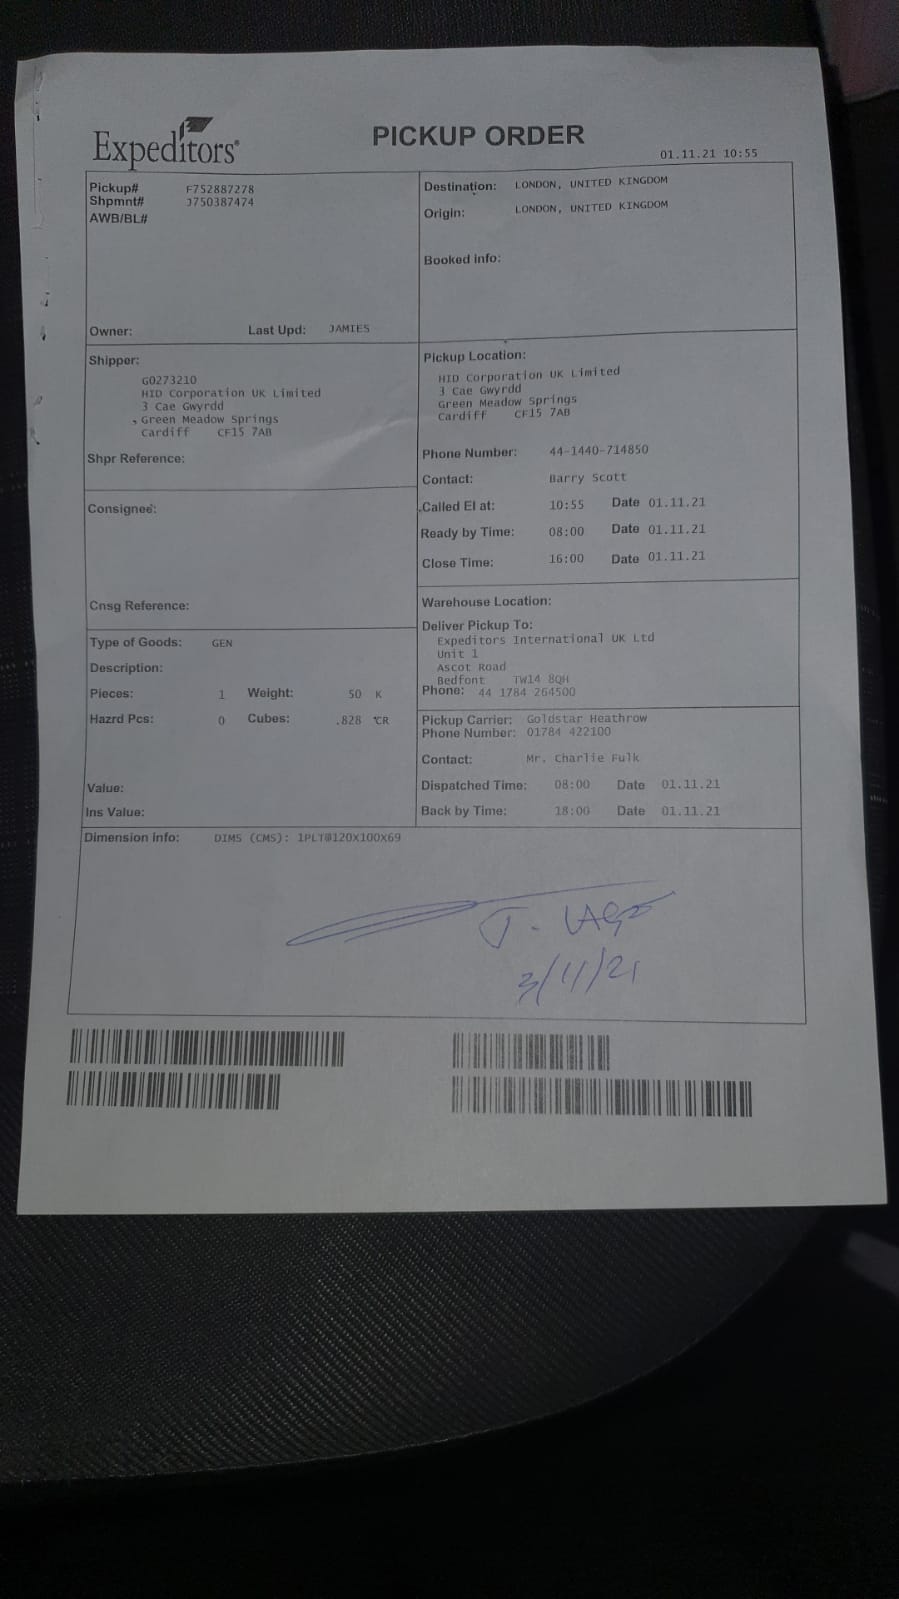 Expeditors
PICKUP ORDER
01.11.21 10:55
Pickup# F752887278
Shpmnt# J750387474
AWB/BL#
Owner: Last Upd: JAMIES
Destination: LONDON, UNITED KINGDOM
Origin: LONDON, UNITED KINGDOM
Booked info:
Shipper:
G0273210
HID Corporation UK Limited
3 Cae Gwyrdd
Green Meadow Springs
Cardiff CF15 7AB
Shpr Reference:
Consignee:
Cnsg Reference:
Pickup Location:
HID Corporation UK Limited
3 Cae Gwyrdd
Green Meadow Springs
Cardiff CF15 7AB
Phone Number: 44-1440-714850
Contact: Barry Scott
Called EI at: 10:55 Date 01.11.21
Ready by Time: 08:00 Date 01.11.21
Close Time: 16:00 Date 01.11.21
Type of Goods: GEN
Description:
Pieces: 1 Weight: 50 K
Hazrd Pcs: 0 Cubes: .828 CR
Value:
Ins Value:
Warehouse Location:
Deliver Pickup To:
Expeditors International UK Ltd
Unit 1
Ascot Road
Bedfont TW14 8QH
Phone: 44 1784 264500
Pickup Carrier: Goldstar Heathrow
Phone Number: 01784 422100
Contact: Mr. Charlie Fulk
Dispatched Time: 08:00 Date 01.11.21
Back by Time: 18:00 Date 01.11.21
Dimension info: DIMS (CMS): 1PLT@120X100X69
3/11/21